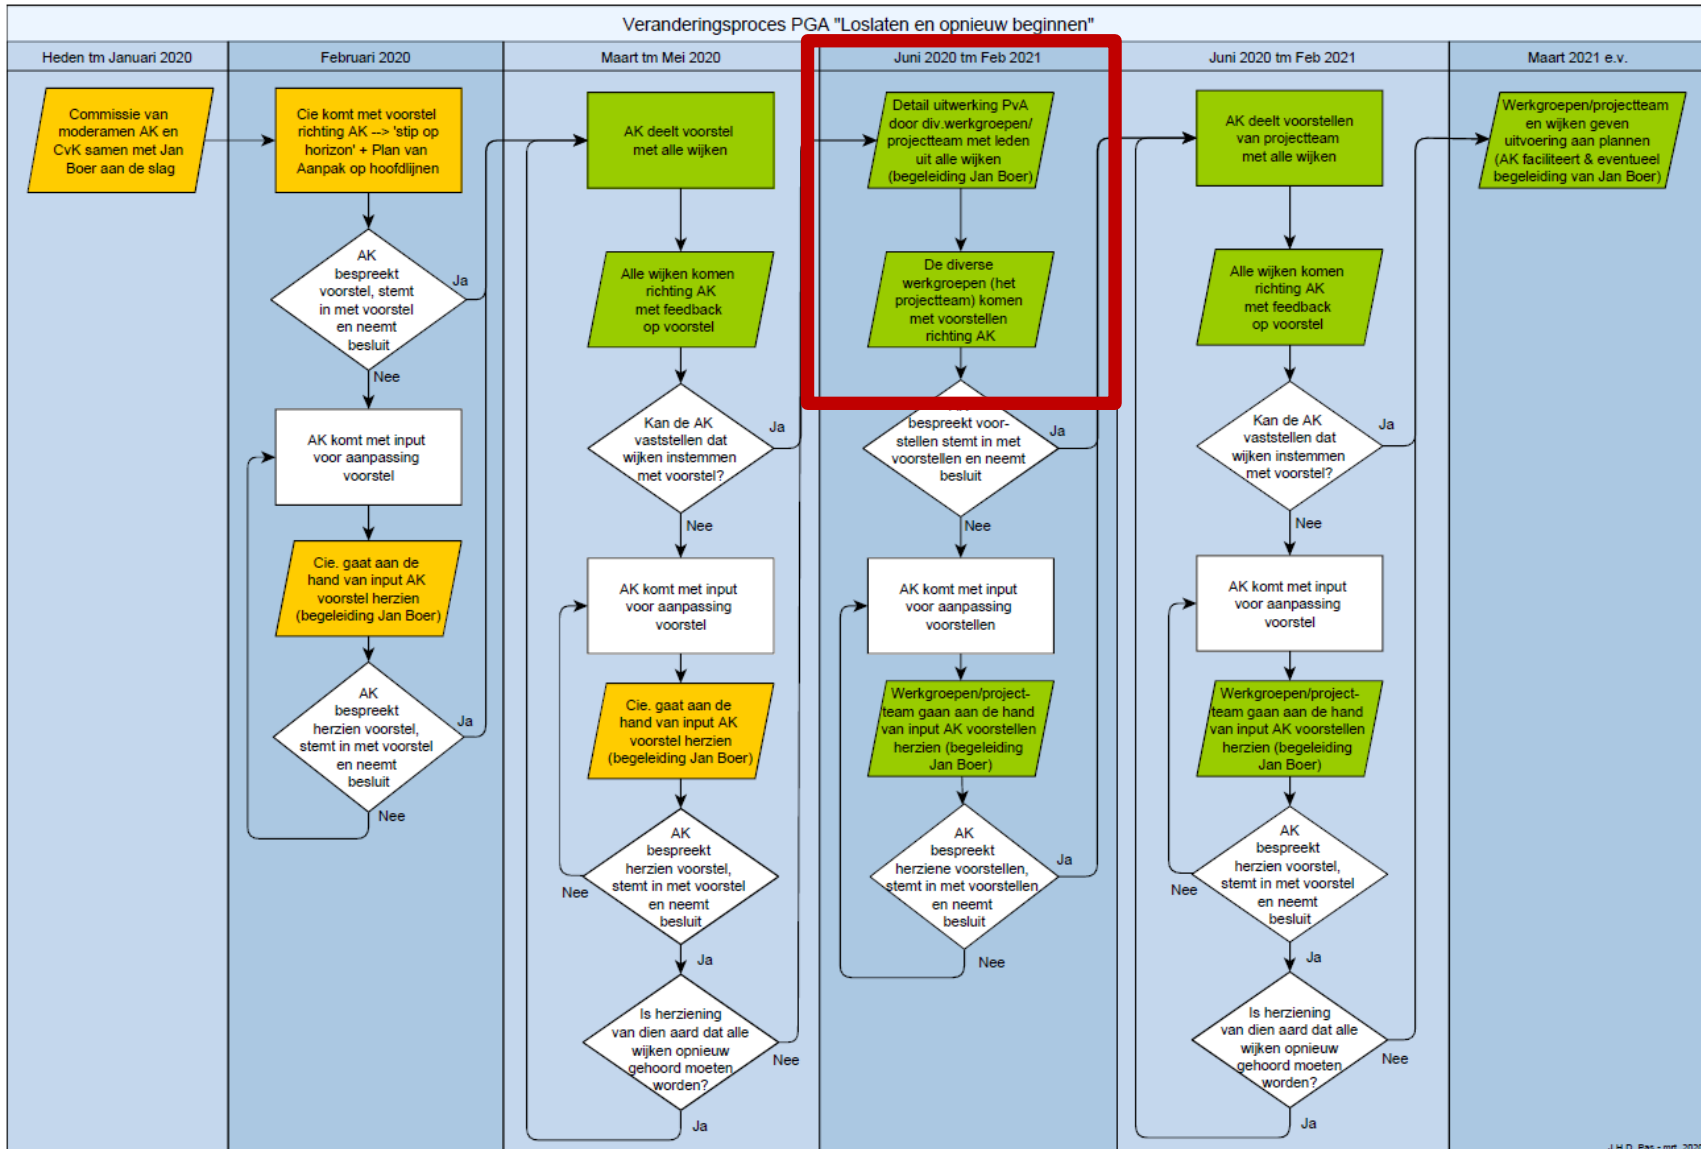 Veranderingsproces PGA "Loslaten en opnieuw beginnen"
Heden tm Januari 2020
Commissie van
moderamen AK en
CvK samen met Jan
Boer aan de slag
Februari 2020
Cie komt met voorstel
richting AK --> 'stip op
horizon' + Plan van
Aanpak op hoofdlijnen
AK
bespreekt
voorstel, stemt
in met voorstel
en neemt
besluit
Ja
Nee
AK komt met input
voor aanpassing
voorstel
Cie. gaat aan de
hand van input AK
voorstel herzien
(begeleiding Jan Boer)
AK
bespreekt
herzien voorstel,
stemt in met voorstel
en neemt
besluit
Ja
Nee
Maart tm Mei 2020
AK deelt voorstel
met alle wijken
Alle wijken komen
richting AK
met feedback
op voorstel
Kan de AK
vaststellen dat
wijken instemmen
met voorstel?
Ja
Nee
AK komt met input
voor aanpassing
voorstel
Cie. gaat aan de
hand van input AK
voorstel herzien
(begeleiding Jan Boer)
AK
bespreekt
herzien voorstel,
stemt in met voorstel
en neemt
besluit
Nee
Ja
Is herziening
van dien aard dat alle
wijken opnieuw
gehoord moeten
worden?
Nee
Ja
Juni 2020 tm Feb 2021
Detail uitwerking PvA
door div.werkgroepen/
projectteam met leden
uit alle wijken
(begeleiding Jan Boer)
De diverse
werkgroepen (het
projectteam) komen
met voorstellen
richting AK
bespreekt voor-
stellen stemt in met
voorstellen en neemt
besluit
Ja
Nee
AK komt met input
voor aanpassing
voorstellen
Werkgroepen/project-
team gaan aan de hand
van input AK voorstellen
herzien (begeleiding
Jan Boer)
AK
bespreekt
herziene voorstellen,
stemt in met voorstellen
en neemt
besluit
Ja
Nee
Juni 2020 tm Feb 2021
AK deelt voorstellen
van projectteam
met alle wijken
Alle wijken komen
richting AK
met feedback
op voorstel
Kan de AK
vaststellen dat
wijken instemmen
met voorstel?
Ja
Nee
AK komt met input
voor aanpassing
voorstel
Werkgroepen/project-
team gaan aan de hand
van input AK voorstellen
herzien (begeleiding
Jan Boer)
AK
bespreekt
herzien voorstel,
stemt in met voorstel
en neemt
besluit
Nee
Ja
Is herziening
van dien aard dat alle
wijken opnieuw
gehoord moeten
worden?
Nee
Ja
Maart 2021 e.v.
Werkgroepen/projectteam
en wijken geven
uitvoering aan plannen
(AK faciliteert & eventueel
begeleiding van Jan Boer)
J.H.D. Pas - mrt. 2020